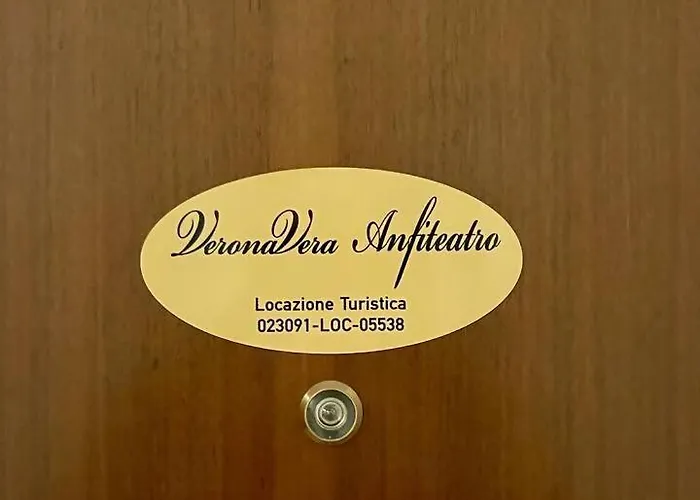 VeronaVera Anfiteatro
Locazione Turistica
023091-LOC-05538